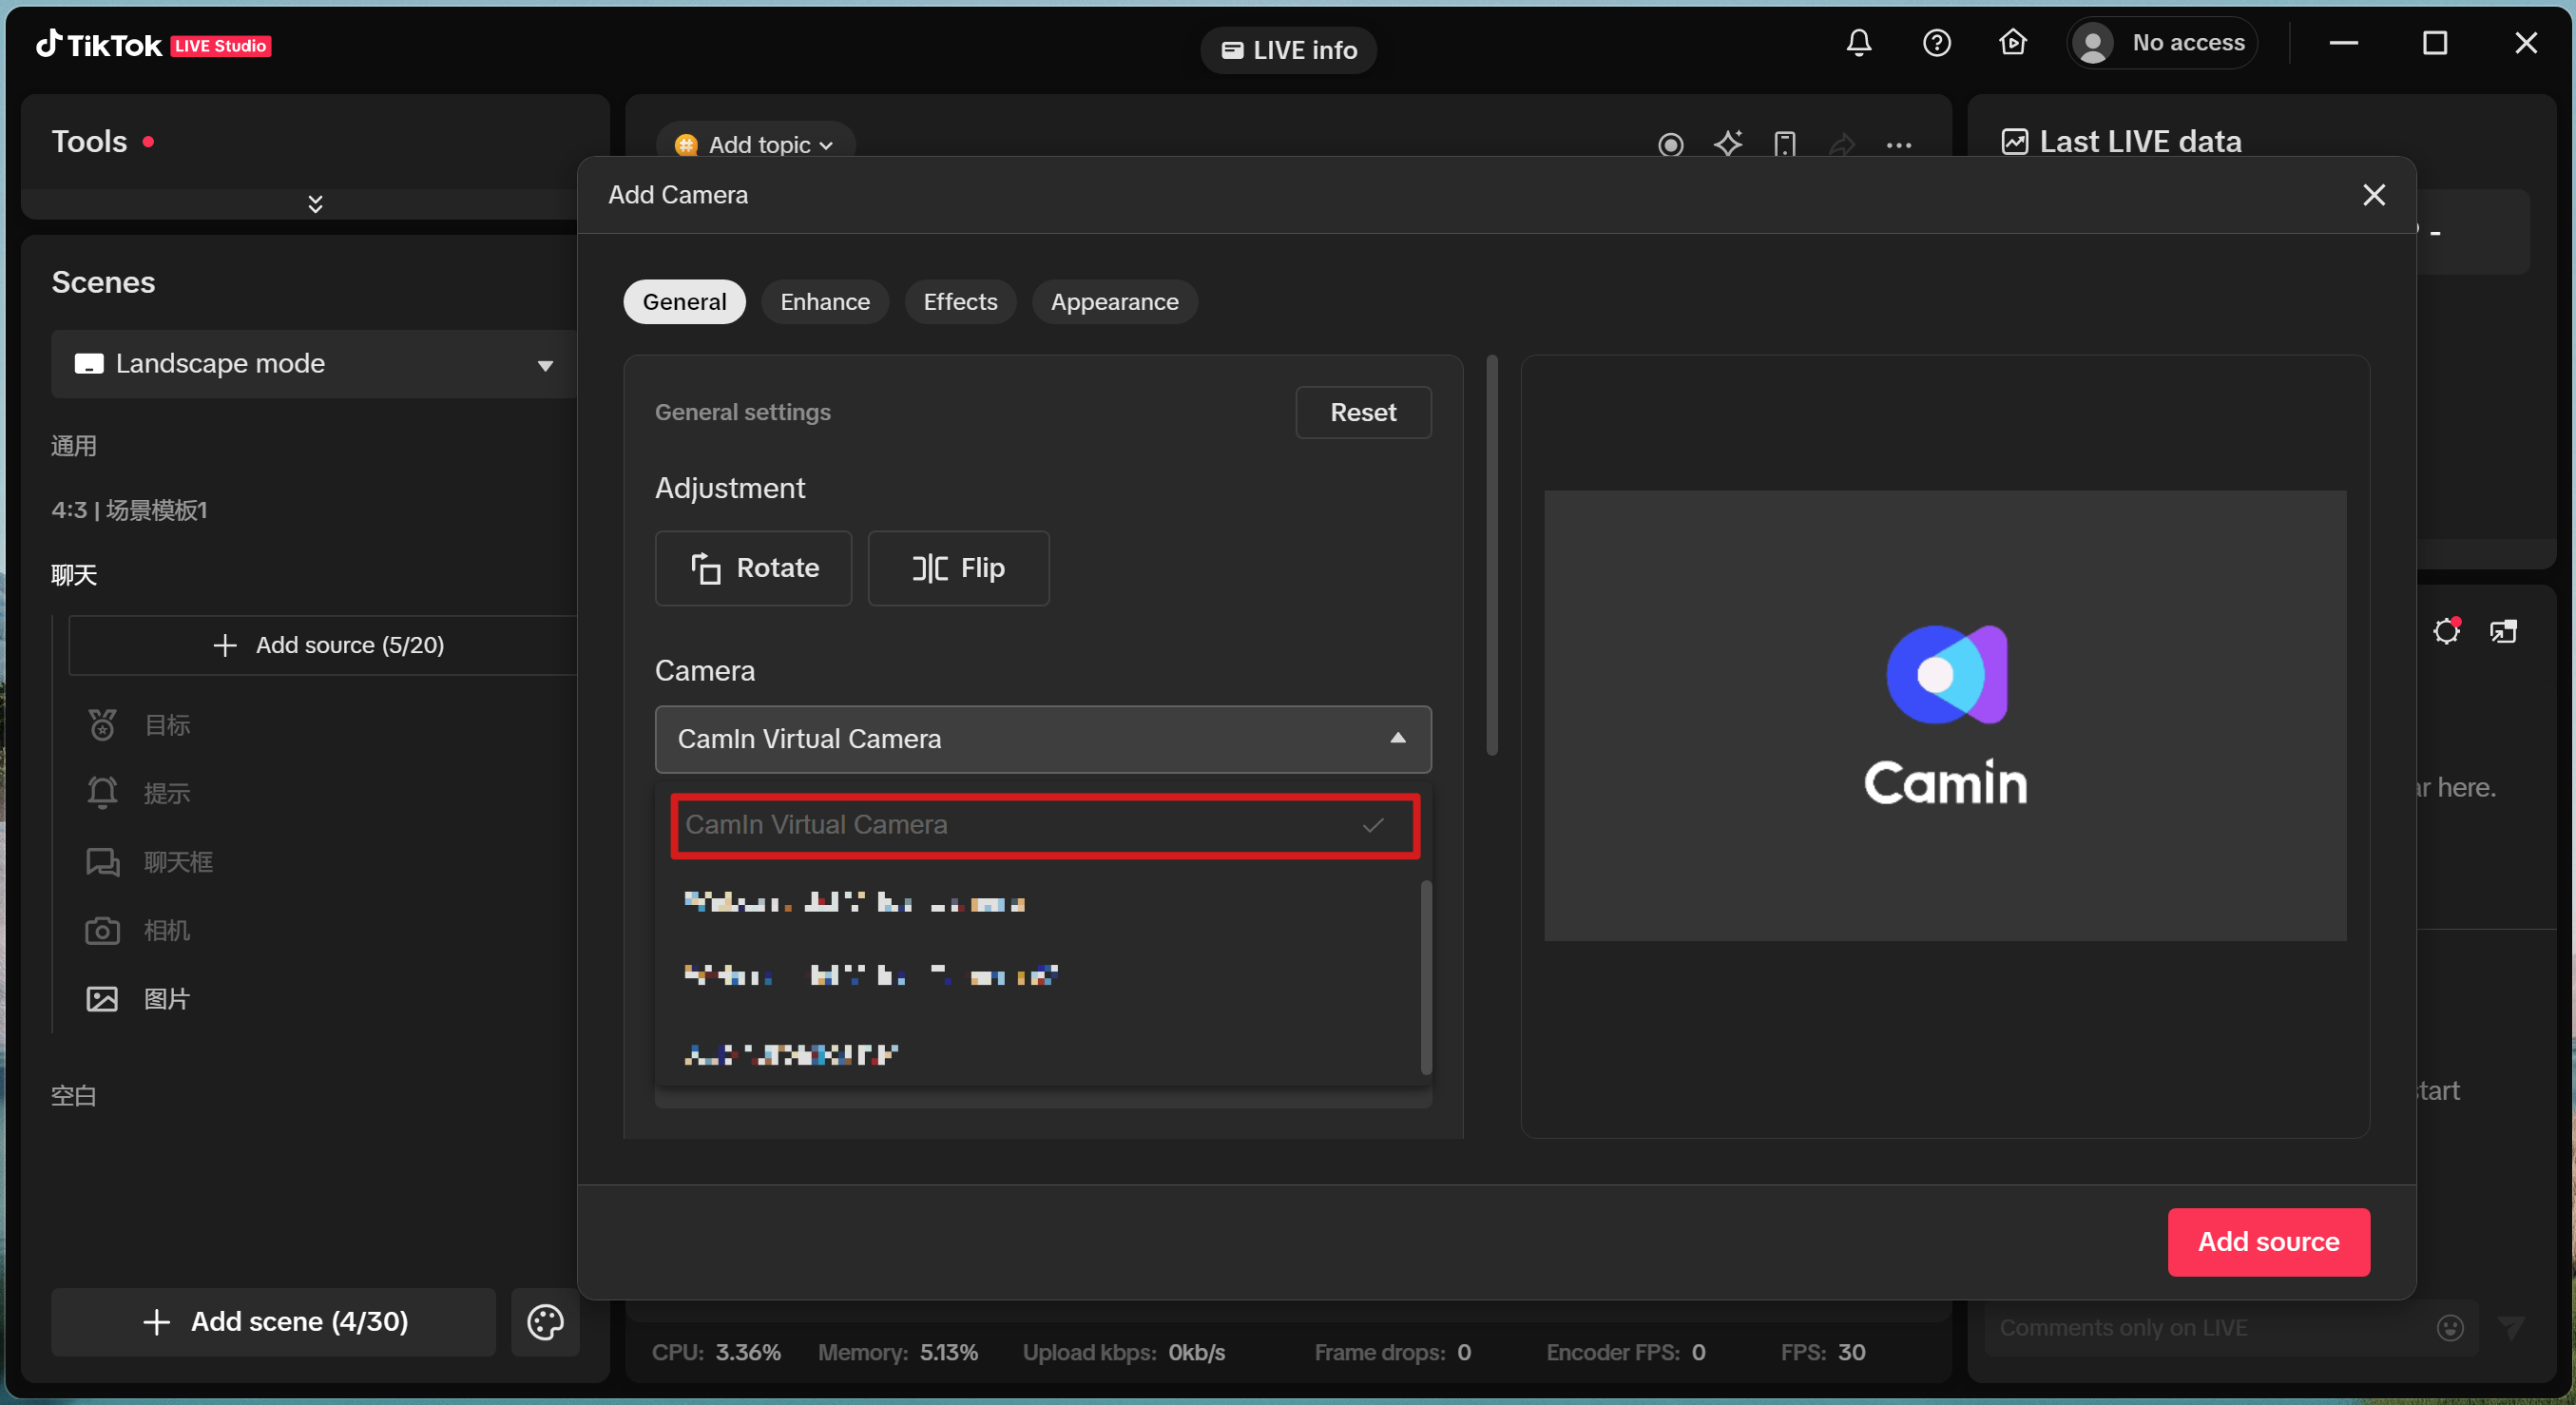 TikTok LIVE Studio
LIVE info
No access
Tools
Add topic
Last LIVE data
Add Camera
-
Scenes
General
Enhance
Effects
Appearance
Landscape mode
General settings
Reset
通用
Adjustment
4:3 | 场景模板1
Rotate
Flip
聊天
Add source (5/20)
Camera
目标
CamIn Virtual Camera
提示
ar here.
CamIn Virtual Camera
Camin
聊天框
相机
图片
空白
start
Add source
Add scene (4/30)
Comments only on LIVE
CPU: 3.36%
Memory: 5.13%
Upload kbps: 0kb/s
Frame drops: 0
Encoder FPS: 0
FPS: 30